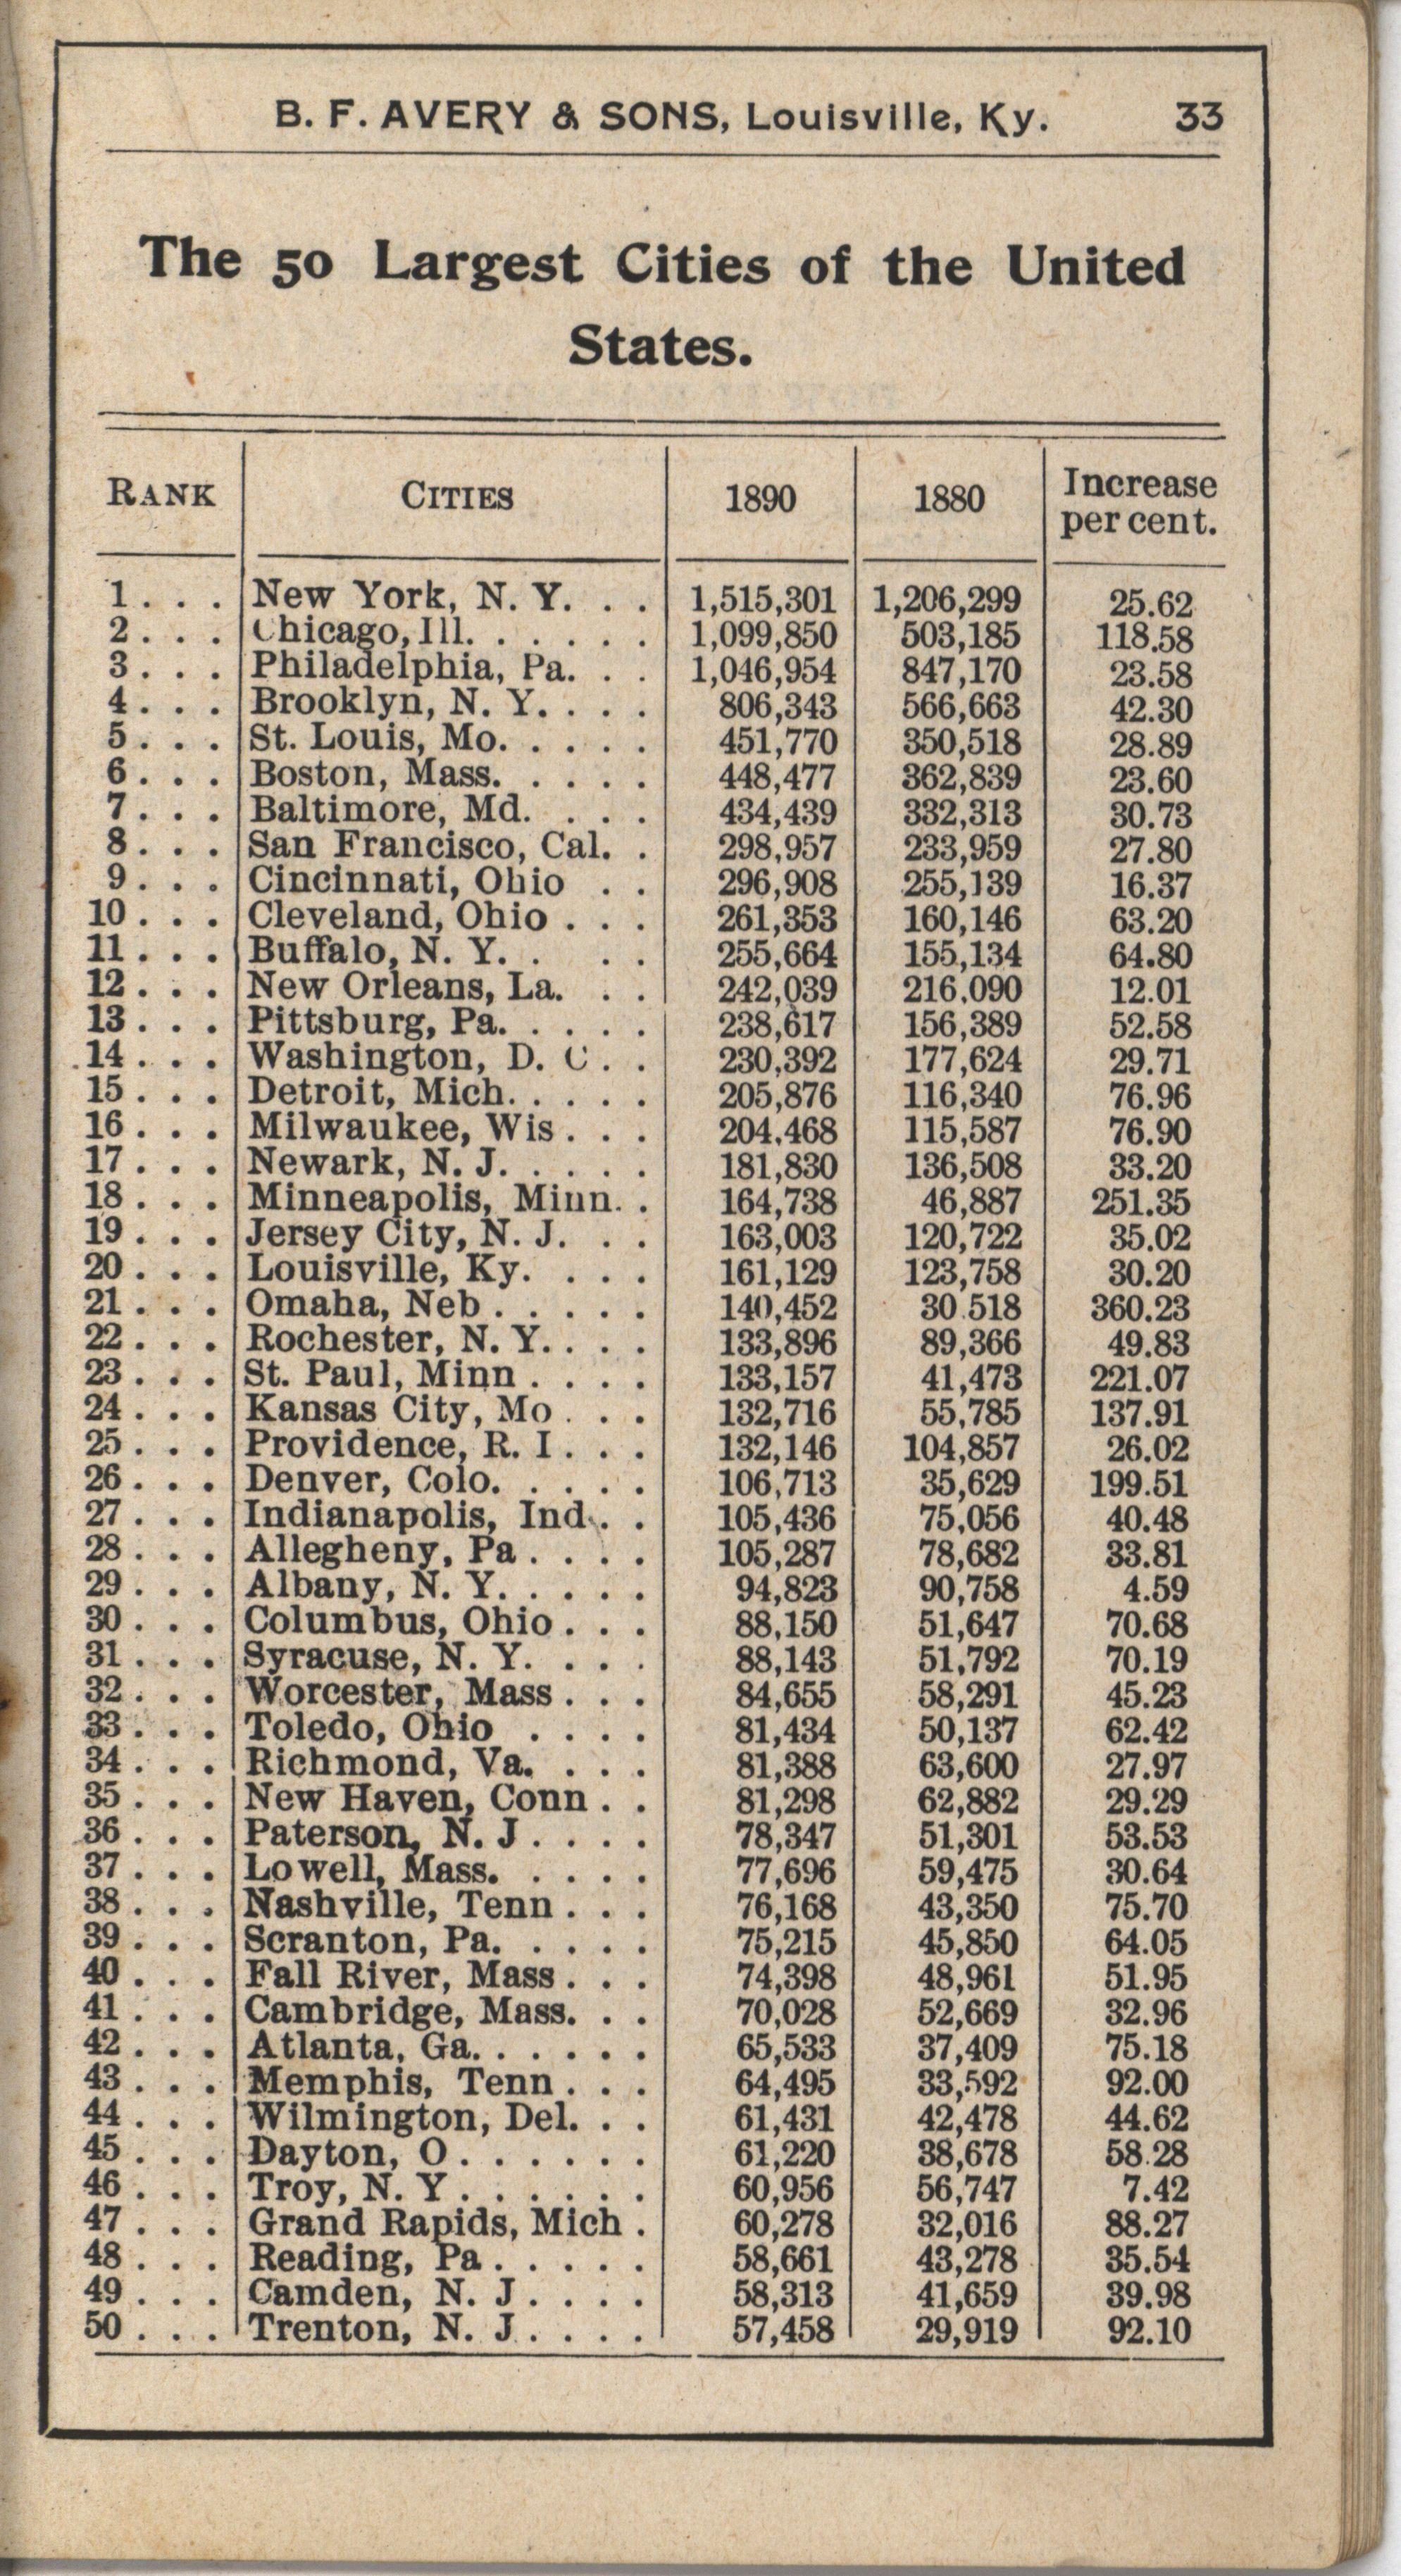 B. F. AVERY & SONS, Louisville, Ky. 33
The 50 Largest Cities of the United
States.
RANK CITIES 1890 1880 Increase per cent.
1 . . . New York, N. Y. . . 1,515,301 1,206,299 25.62
2 . . . Chicago, Ill. . . . . . 1,099,850 503,185 118.58
3 . . . Philadelphia, Pa. . . 1,046,954 847,170 23.58
4 . . . Brooklyn, N. Y. . . . 806,343 566,663 42.30
5 . . . St. Louis, Mo. . . . . 451,770 350,518 28.89
6 . . . Boston, Mass. . . . . 448,477 362,839 23.60
7 . . . Baltimore, Md. . . . 434,439 332,313 30.73
8 . . . San Francisco, Cal. . 298,957 233,959 27.80
9 . . . Cincinnati, Ohio . . 296,908 255,139 16.37
10 . . . Cleveland, Ohio . . . 261,353 160,146 63.20
11 . . . Buffalo, N. Y. . . . 255,664 155,134 64.80
12 . . . New Orleans, La. . . 242,039 216,090 12.01
13 . . . Pittsburg, Pa. . . . . 238,617 156,389 52.58
14 . . . Washington, D. C . . 230,392 177,624 29.71
15 . . . Detroit, Mich. . . . . 205,876 116,340 76.96
16 . . . Milwaukee, Wis . . . 204,468 115,587 76.90
17 . . . Newark, N. J. . . . . 181,830 136,508 33.20
18 . . . Minneapolis, Minn. . 164,738 46,887 251.35
19 . . . Jersey City, N. J. . . 163,003 120,722 35.02
20 . . . Louisville, Ky. . . . 161,129 123,758 30.20
21 . . . Omaha, Neb . . . . . 140,452 30.518 360.23
22 . . . Rochester, N. Y. . . . 133,896 89,366 49.83
23 . . . St. Paul, Minn . . . . 133,157 41,473 221.07
24 . . . Kansas City, Mo . . . 132,716 55,785 137.91
25 . . . Providence, R. I . . . 132,146 104,857 26.02
26 . . . Denver, Colo. . . . . 106,713 35,629 199.51
27 . . . Indianapolis, Ind. . . 105,436 75,056 40.48
28 . . . Allegheny, Pa . . . . 105,287 78,682 33.81
29 . . . Albany, N. Y. . . . . 94,823 90,758 4.59
30 . . . Columbus, Ohio . . . 88,150 51,647 70.68
31 . . . Syracuse, N. Y. . . . 88,143 51,792 70.19
32 . . . Worcester, Mass . . . 84,655 58,291 45.23
33 . . . Toledo, Ohio . . . . 81,434 50,137 62.42
34 . . . Richmond, Va. . . . 81,388 63,600 27.97
35 . . . New Haven, Conn . . 81,298 62,882 29.29
36 . . . Paterson, N. J . . . . 78,347 51,301 53.53
37 . . . Lowell, Mass. . . . . 77,696 59,475 30.64
38 . . . Nashville, Tenn . . . 76,168 43,350 75.70
39 . . . Scranton, Pa. . . . . 75,215 45,850 64.05
40 . . . Fall River, Mass . . . 74,398 48,961 51.95
41 . . . Cambridge, Mass. . . 70,028 52,669 32.96
42 . . . Atlanta, Ga. . . . . . 65,533 37,409 75.18
43 . . . Memphis, Tenn . . . 64,495 33,592 92.00
44 . . . Wilmington, Del. . . 61,431 42,478 44.62
45 . . . Dayton, O . . . . . . 61,220 38,678 58.28
46 . . . Troy, N. Y . . . . . . 60,956 56,747 7.42
47 . . . Grand Rapids, Mich . 60,278 32,016 88.27
48 . . . Reading, Pa . . . . . 58,661 43,278 35.54
49 . . . Camden, N. J . . . . 58,313 41,659 39.98
50 . . . Trenton, N. J . . . . 57,458 29,919 92.10